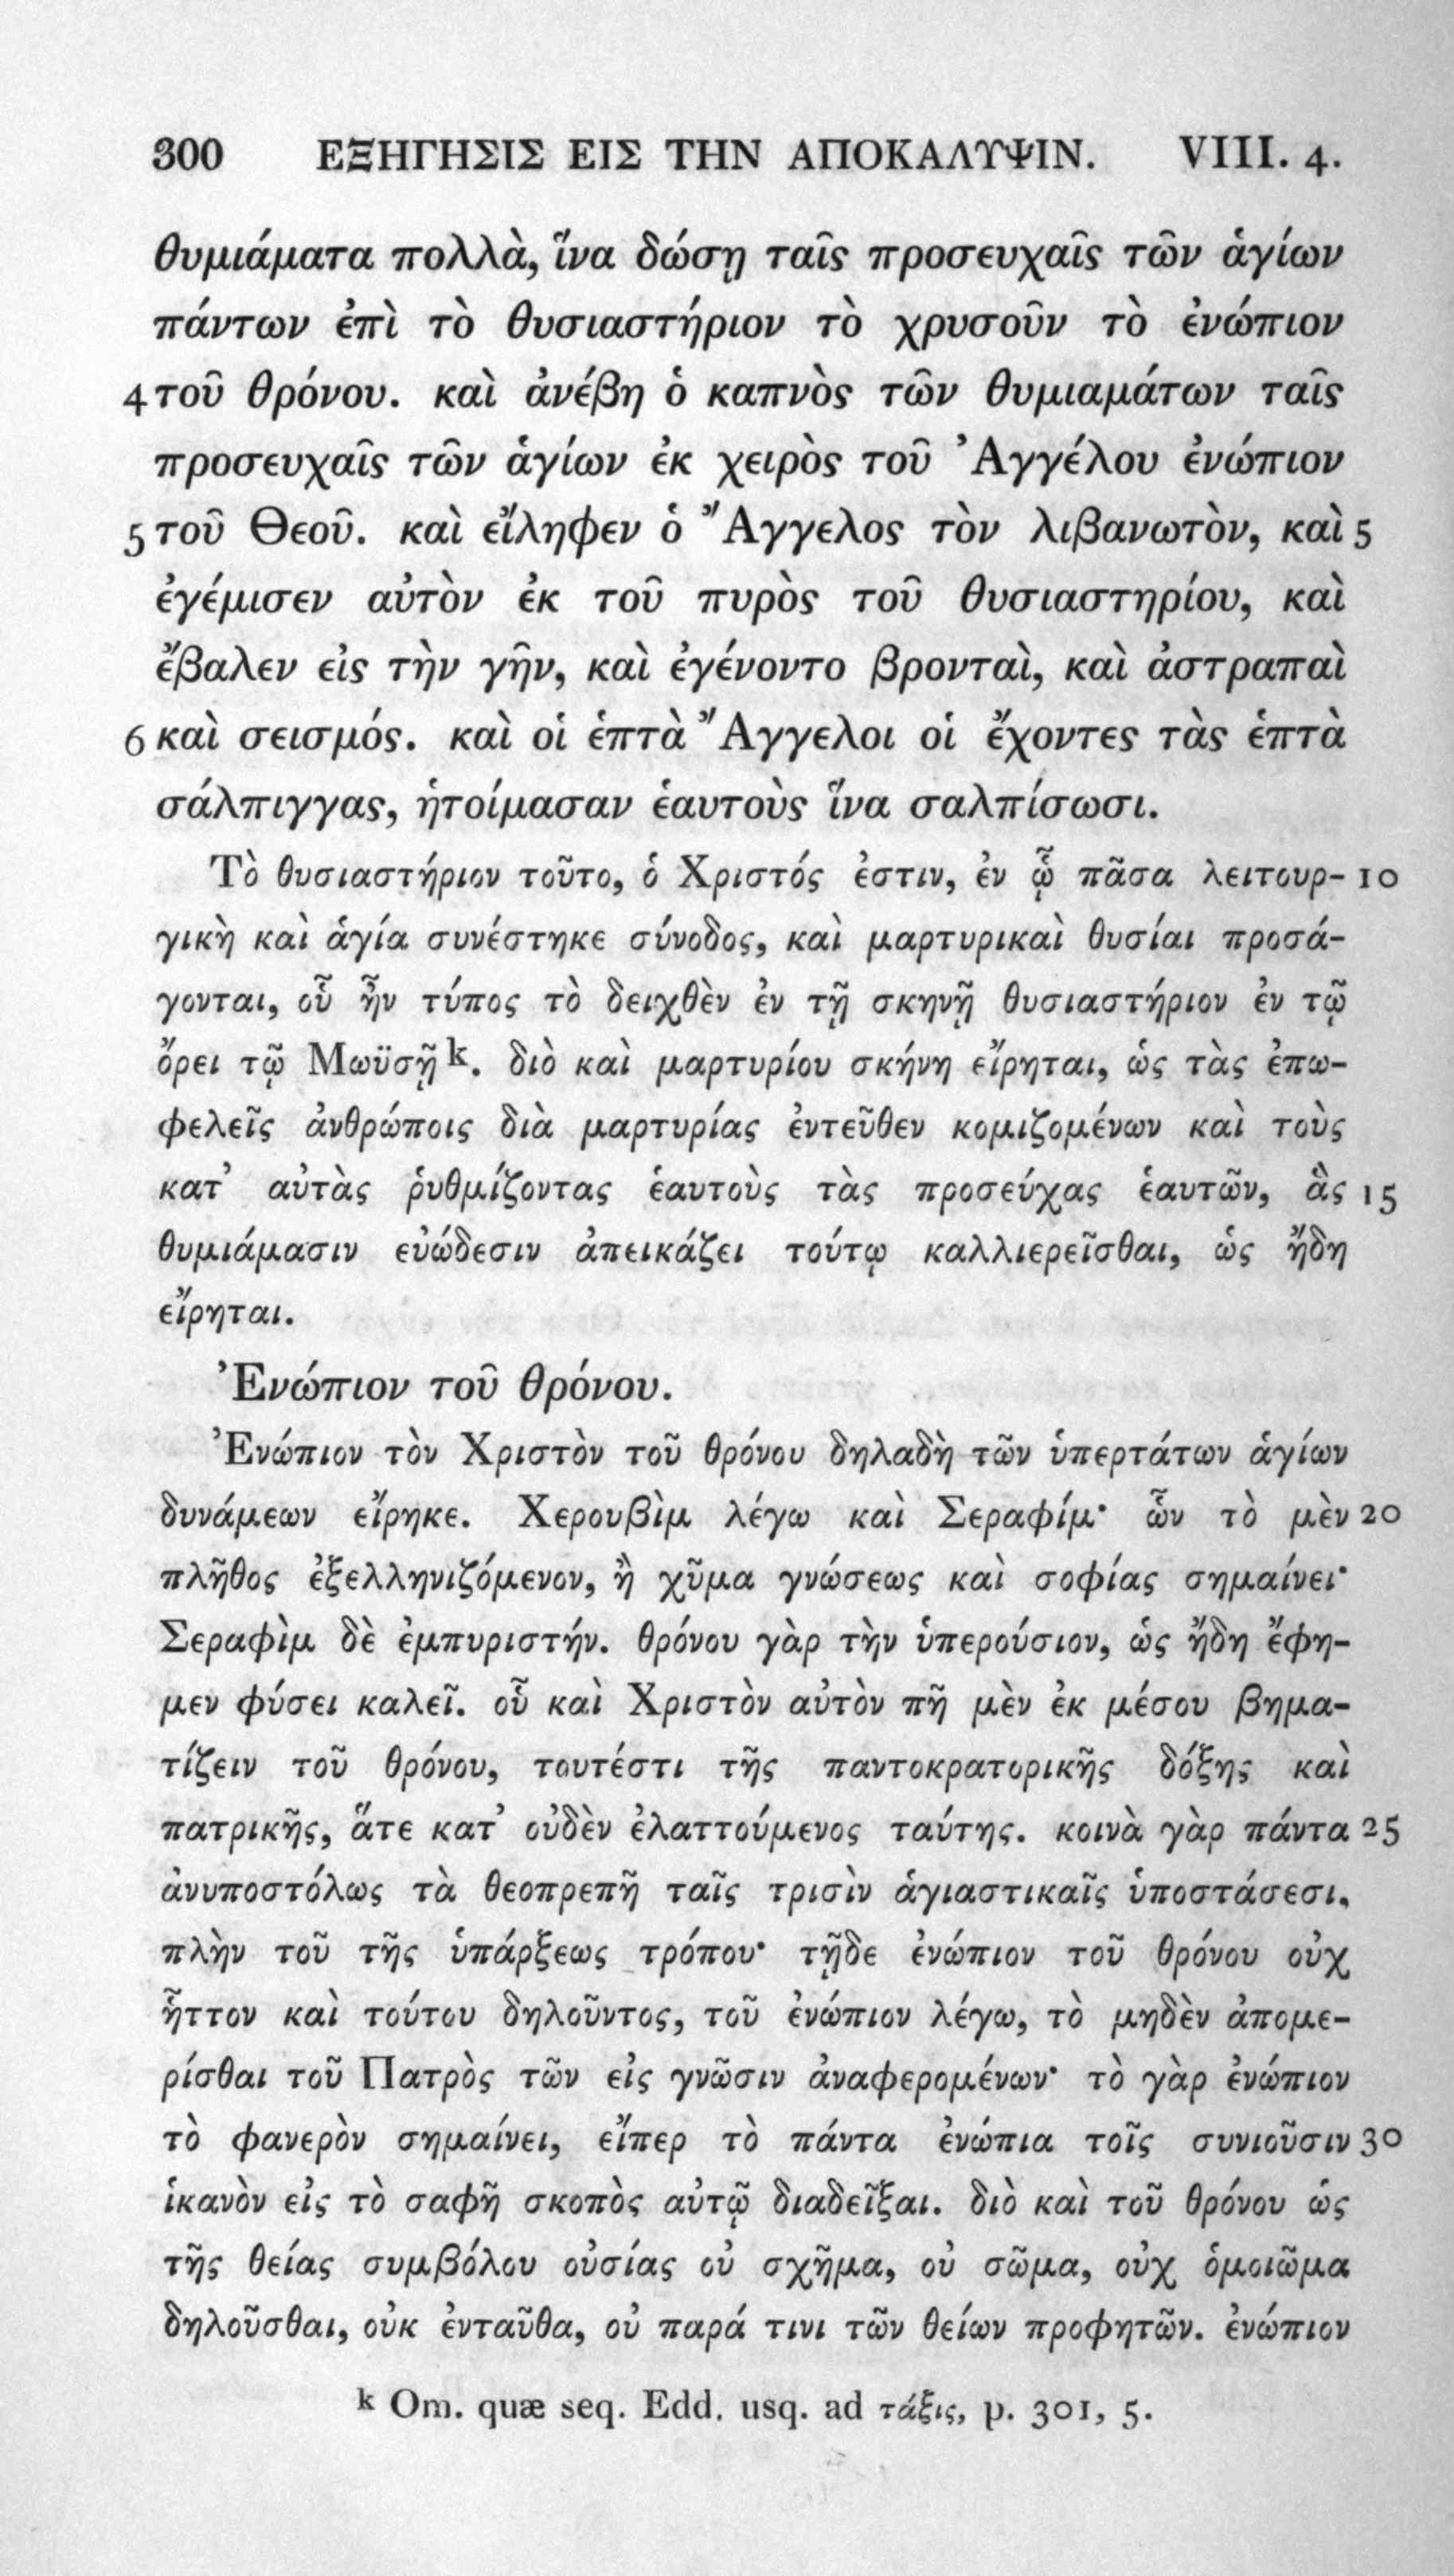 300 ΕΞΗΓΗΣΙΣ ΕΙΣ ΤΗΝ ΑΠΟΚΑΛΥΨΙΝ. VIII. 4.
θυμιάματα πολλὰ, ἵνα δώσῃ ταῖς προσευχαῖς τῶν ἁγίων
πάντων ἐπὶ τὸ θυσιαστήριον τὸ χρυσοῦν τὸ ἐνώπιον
4 τοῦ θρόνου. καὶ ἀνέβη ὁ καπνὸς τῶν θυμιαμάτων ταῖς
προσευχαῖς τῶν ἁγίων ἐκ χειρὸς τοῦ Ἀγγέλου ἐνώπιον
5 τοῦ Θεοῦ. καὶ εἴληφεν ὁ Ἄγγελος τὸν λιβανωτὸν, καὶ 5
ἐγέμισεν αὐτὸν ἐκ τοῦ πυρὸς τοῦ θυσιαστηρίου, καὶ
ἔβαλεν εἰς τὴν γῆν, καὶ ἐγένοντο βρονταὶ, καὶ ἀστραπαὶ
6 καὶ σεισμός. καὶ οἱ ἑπτὰ Ἄγγελοι οἱ ἔχοντες τὰς ἑπτὰ
σάλπιγγας, ἡτοίμασαν ἑαυτοὺς ἵνα σαλπίσωσι.
Τὸ θυσιαστήριον τοῦτο, ὁ Χριστός ἐστιν, ἐν ᾧ πᾶσα λειτουρ- 10
γικὴ καὶ ἁγία συνέστηκε σύνοδος, καὶ μαρτυρικαὶ θυσίαι προσά-
γονται, οὗ ἦν τύπος τὸ δειχθὲν ἐν τῇ σκηνῇ θυσιαστήριον ἐν τῷ
ὄρει τῷ Μωϋσῇ k. διὸ καὶ μαρτυρίου σκήνη εἴρηται, ὡς τὰς ἐπω-
φελεῖς ἀνθρώποις διὰ μαρτυρίας ἐντεῦθεν κομιζομένων καὶ τοὺς
κατ’ αὐτὰς ῥυθμίζοντας ἑαυτοὺς τὰς προσεύχας ἑαυτῶν, ἃς 15
θυμιάμασιν εὐώδεσιν ἀπεικάζει τούτῳ καλλιερεῖσθαι, ὡς ἤδη
εἴρηται.
Ἐνώπιον τοῦ θρόνου.
Ἐνώπιον τὸν Χριστὸν τοῦ θρόνου δηλαδὴ τῶν ὑπερτάτων ἁγίων
δυνάμεων εἴρηκε. Χερουβὶμ λέγω καὶ Σεραφίμ· ὧν τὸ μὲν 20
πλῆθος ἐξελληνιζόμενον, ἢ χῦμα γνώσεως καὶ σοφίας σημαίνει·
Σεραφὶμ δὲ ἐμπυριστήν. θρόνου γὰρ τὴν ὑπερούσιον, ὡς ἤδη ἔφη-
μεν φύσει καλεῖ. οὗ καὶ Χριστὸν αὐτὸν πῆ μὲν ἐκ μέσου βημα-
τίζειν τοῦ θρόνου, τουτέστι τῆς παντοκρατορικῆς δόξης καὶ
πατρικῆς, ἅτε κατ’ οὐδὲν ἐλαττούμενος ταύτης. κοινὰ γὰρ πάντα 25
ἀνυποστόλως τὰ θεοπρεπῆ ταῖς τρισὶν ἁγιαστικαῖς ὑποστάσεσι,
πλὴν τοῦ τῆς ὑπάρξεως τρόπου· τῇδε ἐνώπιον τοῦ θρόνου οὐχ
ἧττον καὶ τούτου δηλοῦντος, τοῦ ἐνώπιον λέγω, τὸ μηδὲν ἀπομε-
ρίσθαι τοῦ Πατρὸς τῶν εἰς γνῶσιν ἀναφερομένων· τὸ γὰρ ἐνώπιον
τὸ φανερὸν σημαίνει, εἴπερ τὸ πάντα ἐνώπια τοῖς συνιοῦσιν 30
ἱκανὸν εἰς τὸ σαφῆ σκοπὸς αὐτῷ διαδεῖξαι. διὸ καὶ τοῦ θρόνου ὡς
τῆς θείας συμβόλου οὐσίας οὐ σχῆμα, οὐ σῶμα, οὐχ ὁμοιῶμα
δηλοῦσθαι, οὐκ ἐνταῦθα, οὐ παρά τινι τῶν θείων προφητῶν. ἐνώπιον
k Om. quæ seq. Edd. usq. ad τάξις, p. 301, 5.